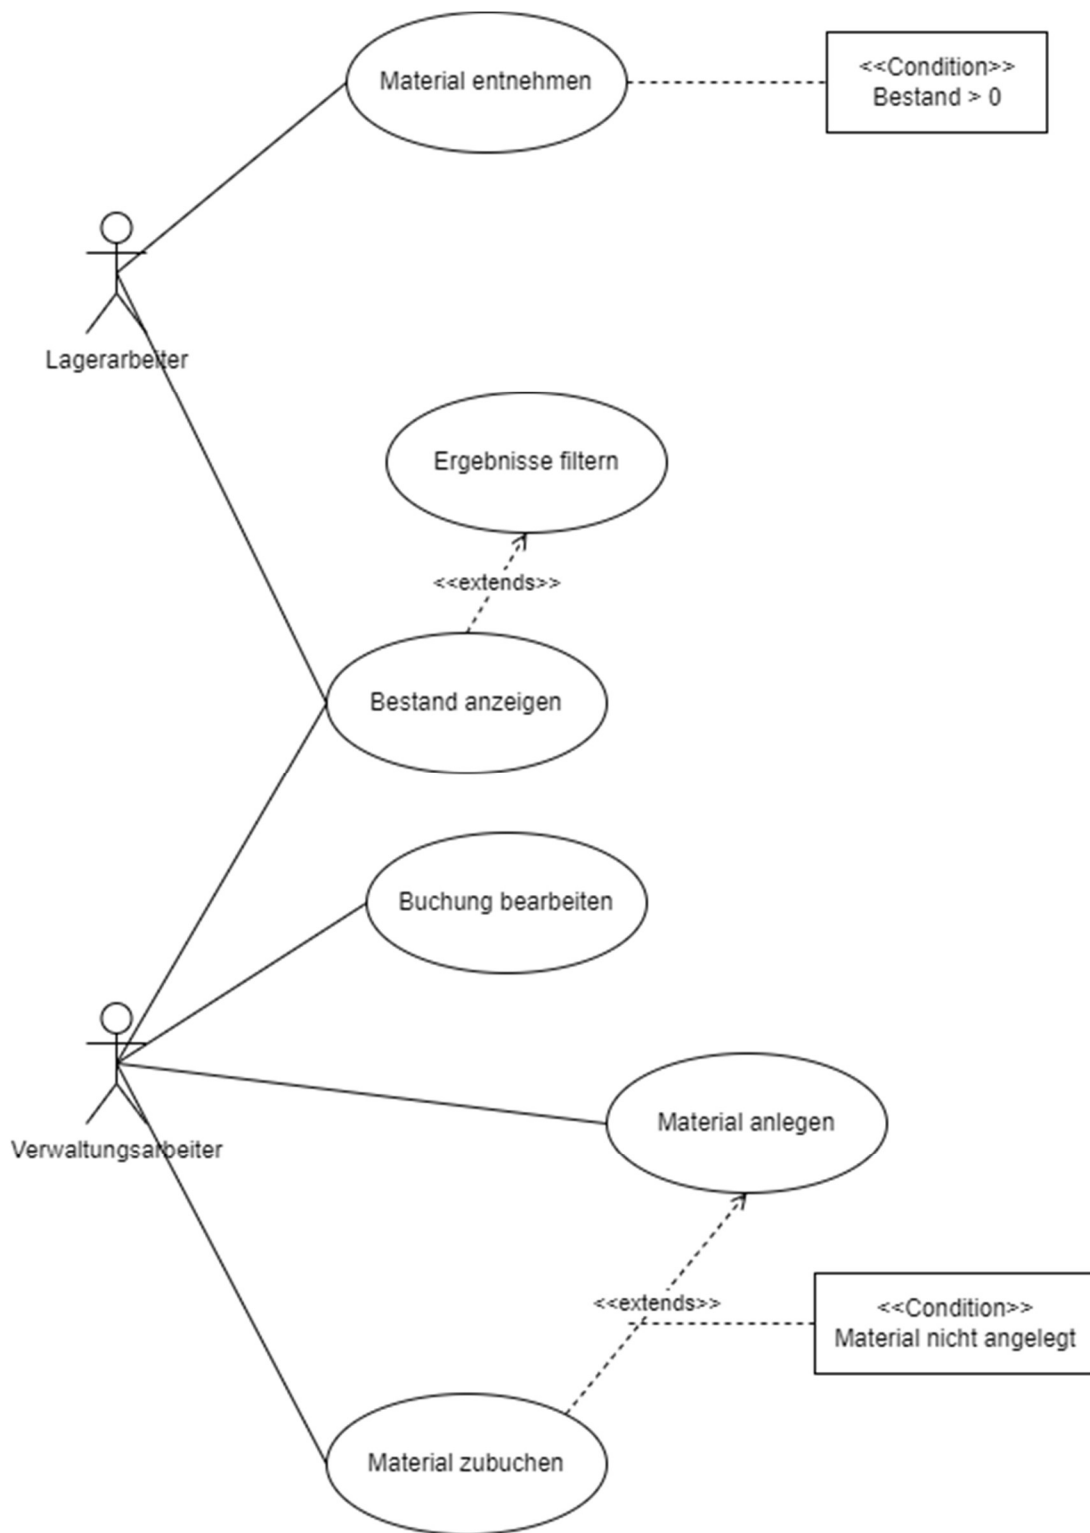 Material entnehmen
<<Condition>>
Bestand > 0
Lagerarbeiter
Ergebnisse filtern
<<extends>>
Bestand anzeigen
Buchung bearbeiten
Material anlegen
Verwaltungsarbeiter
<<extends>>
<<Condition>>
Material nicht angelegt
Material zubuchen